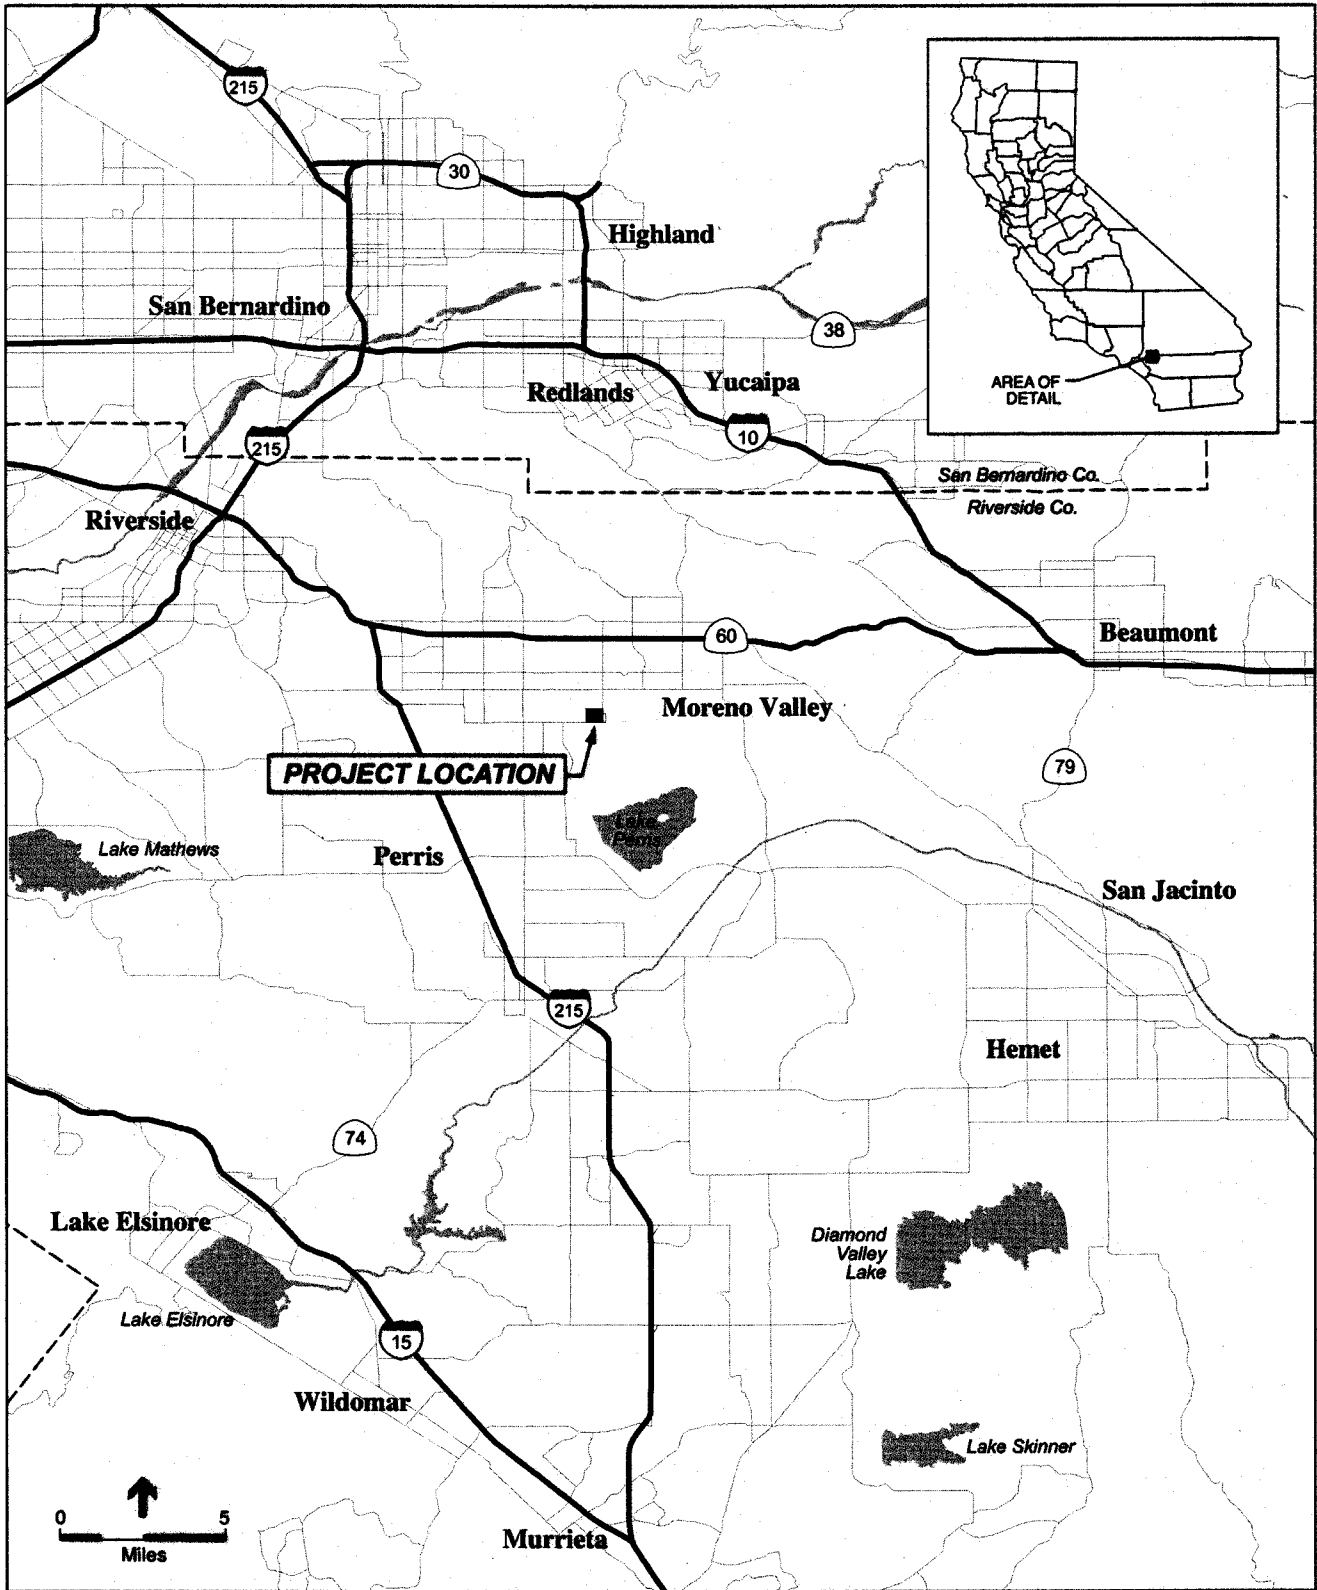 215
30
Highland
San Bernardino
38
AREA OF
DETAIL
Redlands
Yucaipa
10
215
San Bernardino Co.
Riverside Co.
Riverside
60
Beaumont
Moreno Valley
PROJECT LOCATION
79
Lake
Perris
Lake Mathews
Perris
San Jacinto
215
Hemet
74
Lake Elsinore
Diamond
Valley
Lake
Lake Elsinore
15
Wildomar
Lake Skinner
0 5
Miles
Murrieta